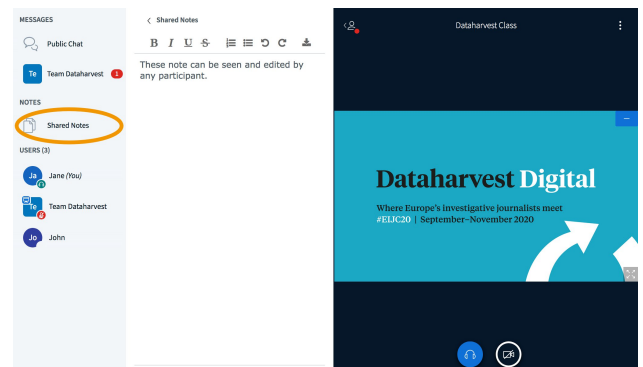 MESSAGES
Public Chat
Te Team Dataharvest 1
NOTES
Shared Notes
USERS (3)
Ja Jane (You)
Te Team Dataharvest
Jo John
Shared Notes
B I U S
These note can be seen and edited by
any participant.
Dataharvest Class
Dataharvest Digital
Where Europe's investigative journalists meet
#EIJC20 | September–November 2020